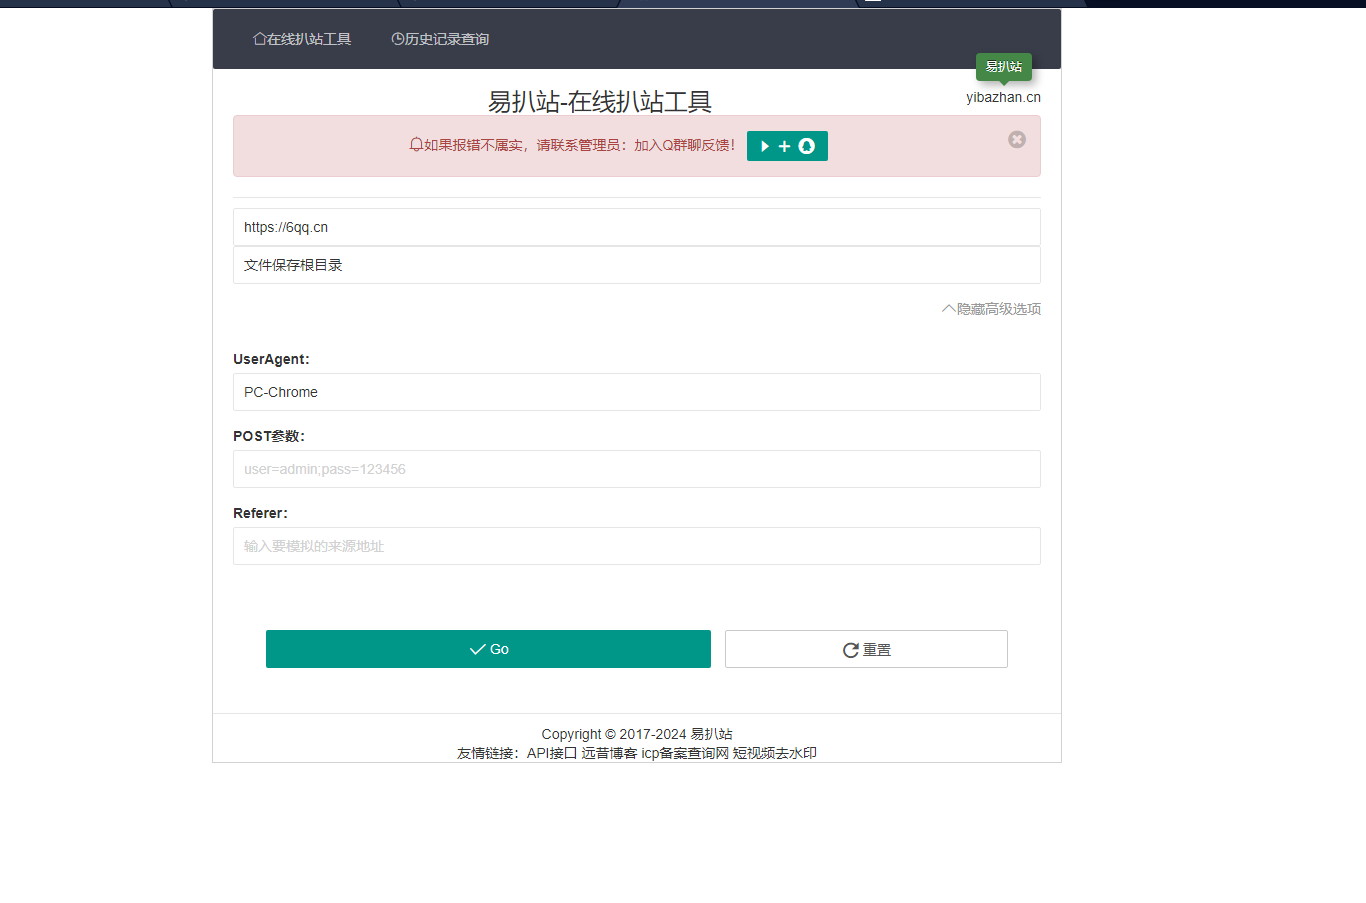 在线扒站工具 历史记录查询
易扒站
易扒站-在线扒站工具 yibazhan.cn
如果报错不属实，请联系管理员：加入Q群聊反馈！
https://6qq.cn
文件保存根目录
隐藏高级选项
UserAgent：
PC-Chrome
POST参数：
user=admin;pass=123456
Referer：
输入要模拟的来源地址
Go 重置
Copyright © 2017-2024 易扒站
友情链接：API接口 远昔博客 icp备案查询网 短视频去水印